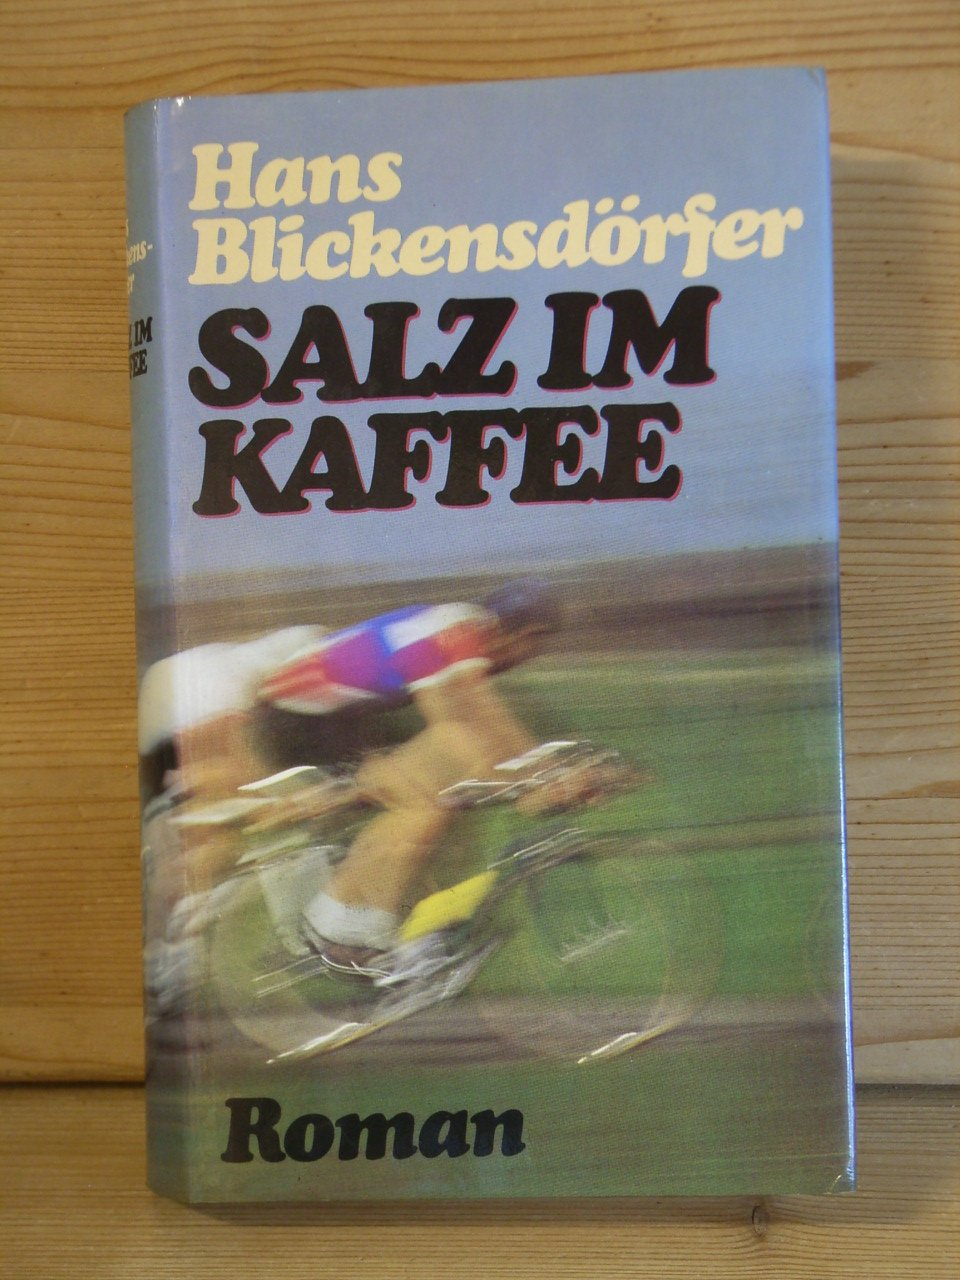 Hans
Blickensdörfer
SALZ IM
KAFFEE
Roman